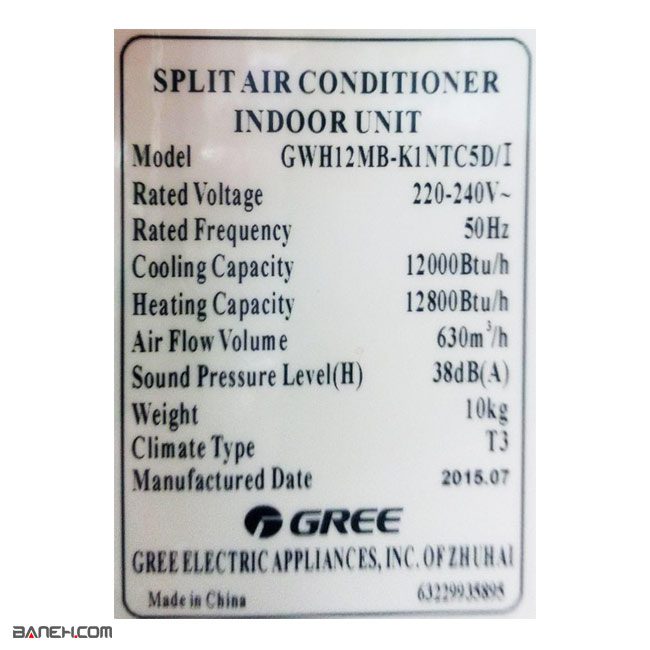 SPLIT AIR CONDITIONER
INDOOR UNIT
Model GWH12MB-K1NTC5D/I
Rated Voltage 220-240V~
Rated Frequency 50Hz
Cooling Capacity 12000Btu/h
Heating Capacity 12800Btu/h
Air Flow Volume 630m³/h
Sound Pressure Level(H) 38dB(A)
Weight 10kg
Climate Type T3
Manufactured Date 2015.07
GREE
GREE ELECTRIC APPLIANCES, INC. OF ZHUHAI
Made in China 63229935895
BANEH.COM